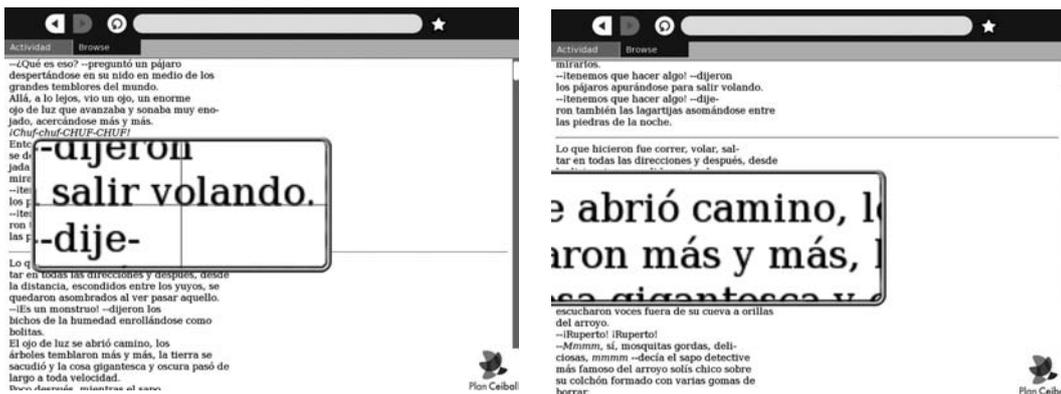 Actividad
Browse
--¿Qué es eso? --preguntó un pájaro
despertándose en su nido en medio de los
grandes temblores del mundo.
Allá, a lo lejos, vio un ojo, un enorme
ojo de luz que avanzaba y sonaba muy eno-
jado, acercándose más y más.
¡Chuf-chuf-CHUF-CHUF!
--dijeron
salir volando.
--dije-
tar en todas las direcciones y después, desde
la distancia, escondidos entre los yuyos, se
quedaron asombrados al ver pasar aquello.
--¡Es un monstruo! --dijeron los
bichos de la humedad enrollándose como
bolitas.
El ojo de luz se abrió camino, los
árboles temblaron más y más, la tierra se
sacudió y la cosa gigantesca y oscura pasó de
largo a toda velocidad.
Poco después, mientras el sapo
Plan Ceibal
Actividad
Browse
mirarlos.
--¡tenemos que hacer algo! --dijeron
los pájaros apurándose para salir volando.
--¡tenemos que hacer algo! --dije-
ron también las lagartijas asomándose entre
las piedras de la noche.
Lo que hicieron fue correr, volar, sal-
tar en todas las direcciones y después, desde
e abrió camino, l
aron más y más, l
sa gigantesca y
escucharon voces fuera de su cueva a orillas
del arroyo.
--¡Ruperto! ¡Ruperto!
--Mmmm, sí, mosquitas gordas, deli-
ciosas, mmmm --decía el sapo detective
más famoso del arroyo solís chico sobre
su colchón formado con varias gomas de
borrar.
Plan Ceiba